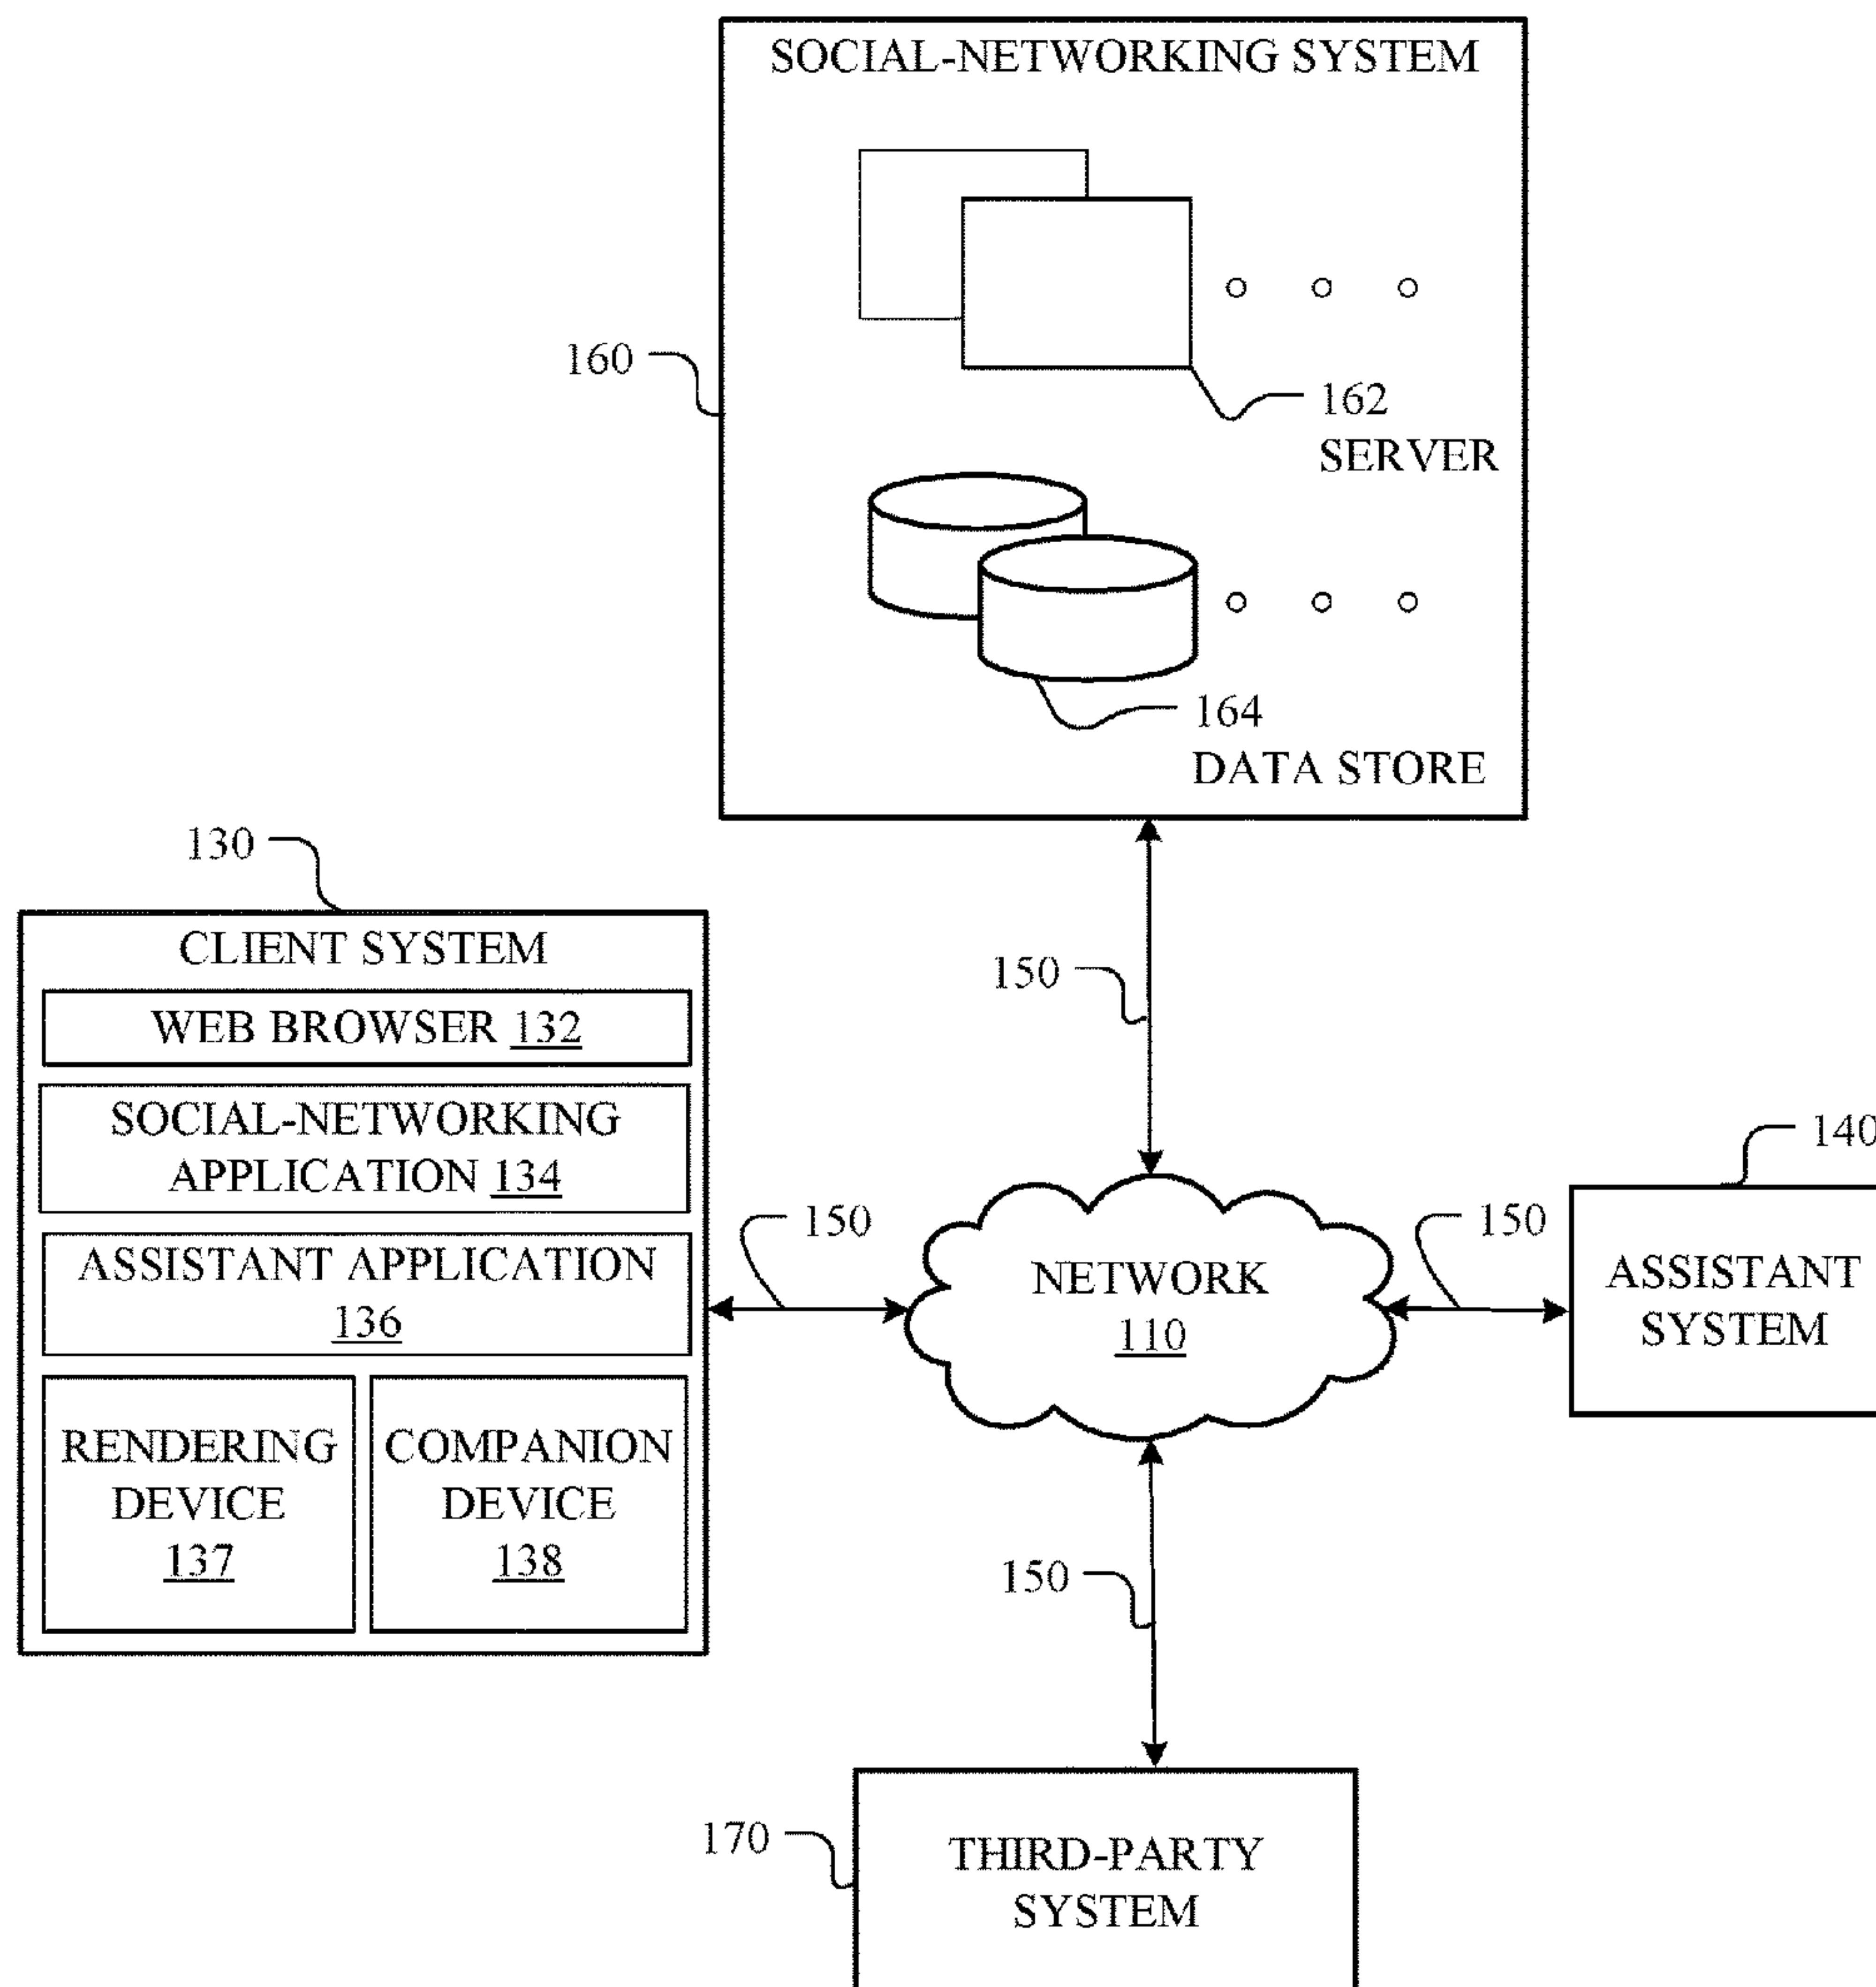 SOCIAL-NETWORKING SYSTEM
160
162
SERVER
164
DATA STORE
130
CLIENT SYSTEM
WEB BROWSER 132
SOCIAL-NETWORKING
APPLICATION 134
ASSISTANT APPLICATION
136
RENDERING
DEVICE
137
COMPANION
DEVICE
138
150
150
NETWORK
110
150
140
ASSISTANT
SYSTEM
150
170
THIRD-PARTY
SYSTEM